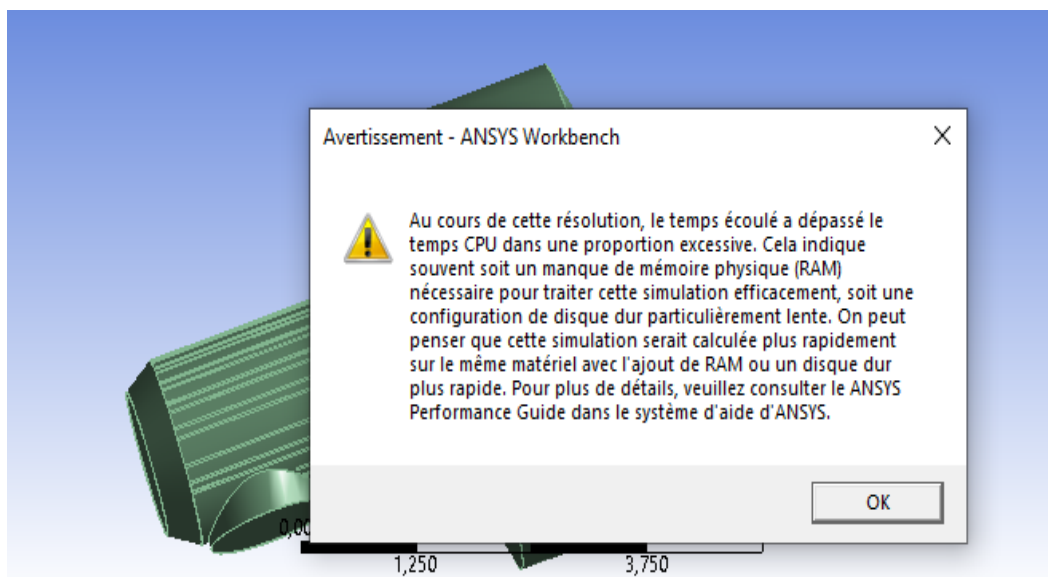 Avertissement - ANSYS Workbench
Au cours de cette résolution, le temps écoulé a dépassé le
temps CPU dans une proportion excessive. Cela indique
souvent soit un manque de mémoire physique (RAM)
nécessaire pour traiter cette simulation efficacement, soit une
configuration de disque dur particulièrement lente. On peut
penser que cette simulation serait calculée plus rapidement
sur le même matériel avec l'ajout de RAM ou un disque dur
plus rapide. Pour plus de détails, veuillez consulter le ANSYS
Performance Guide dans le système d'aide d'ANSYS.
OK
0,00
1,250 3,750